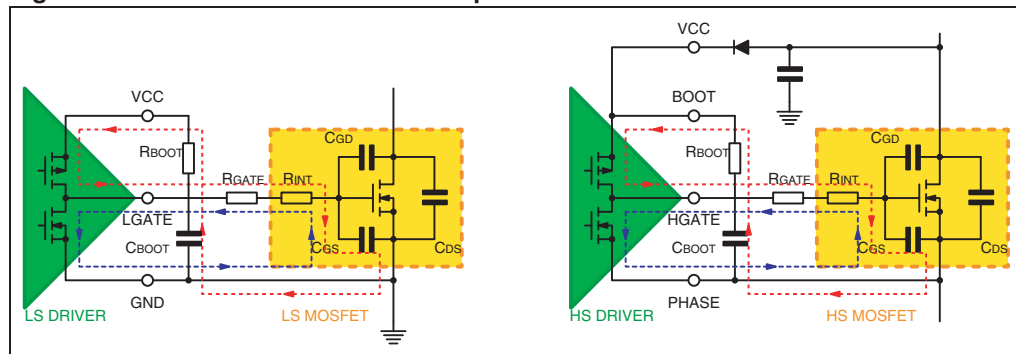 VCC
RBOOT
CGD
RGATE
RINT
LGATE
CBOOT
CGS
CDS
GND
LS DRIVER
LS MOSFET
VCC
BOOT
RBOOT
CGD
RGATE
RINT
HGATE
CBOOT
CGS
CDS
PHASE
HS DRIVER
HS MOSFET